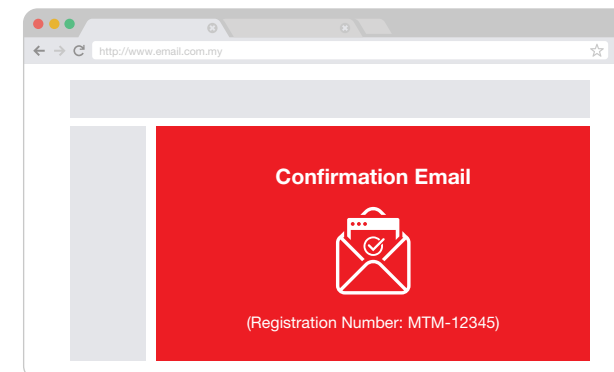 http://www.email.com.my
Confirmation Email
(Registration Number: MTM-12345)